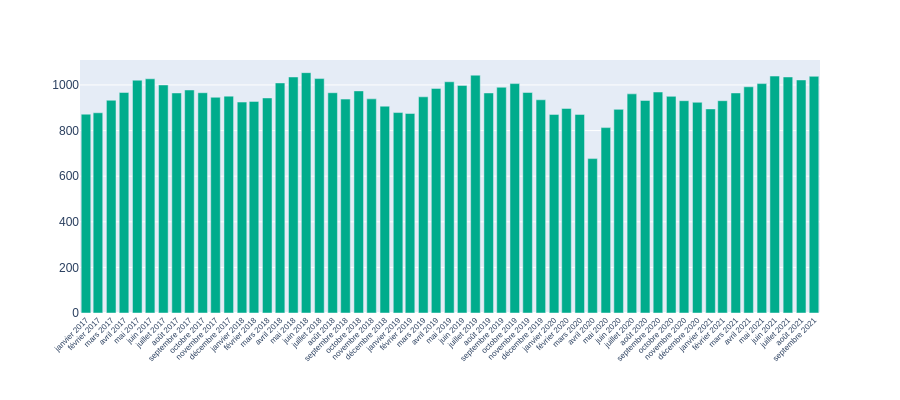 1000
800
600
400
200
0
janvier 2017
février 2017
mars 2017
avril 2017
mai 2017
juin 2017
juillet 2017
août 2017
septembre 2017
octobre 2017
novembre 2017
décembre 2017
janvier 2018
février 2018
mars 2018
avril 2018
mai 2018
juin 2018
juillet 2018
août 2018
septembre 2018
octobre 2018
novembre 2018
décembre 2018
janvier 2019
février 2019
mars 2019
avril 2019
mai 2019
juin 2019
juillet 2019
août 2019
septembre 2019
octobre 2019
novembre 2019
décembre 2019
janvier 2020
février 2020
mars 2020
avril 2020
mai 2020
juin 2020
juillet 2020
août 2020
septembre 2020
octobre 2020
novembre 2020
décembre 2020
janvier 2021
février 2021
mars 2021
avril 2021
mai 2021
juin 2021
juillet 2021
août 2021
septembre 2021